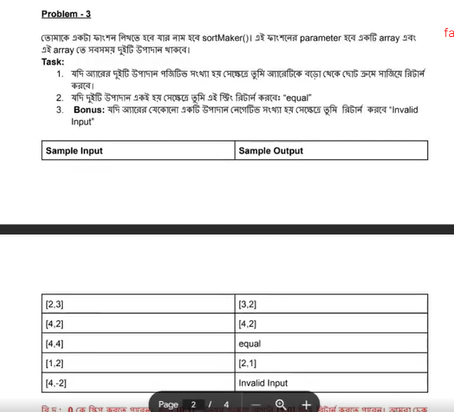 Problem - 3
fa
তোমাকে একটা ফাংশন লিখতে হবে যার নাম হবে sortMaker()। এই ফাংশনের parameter হবে একটি array এবং
এই array তে সবসময় দুইটি উপাদান থাকবে।
Task:
1. যদি অ্যারের দুইটি উপাদান পজিটিভ সংখ্যা হয় সেক্ষেত্রে তুমি অ্যারেটিকে বড়ো থেকে ছোট ক্রমে সাজিয়ে রিটার্ন
করবে।
2. যদি দুইটি উপাদান একই হয় সেক্ষেত্রে তুমি এই স্ট্রিং রিটার্ন করবেঃ "equal"
3. Bonus: যদি অ্যারের যেকোনো একটি উপাদান নেগেটিভ সংখ্যা হয় সেক্ষেত্রে তুমি রিটার্ন করবে "Invalid
Input"
Sample Input Sample Output
[2,3] [3,2]
[4,2] [4,2]
[4,4] equal
[1,2] [2,1]
[4,-2] Invalid Input
Page 2 / 4 — +
বি দ্র: 0 কে স্কিপ করতে পারেন রিটার্ন করতে পারেন। আমরা চেক